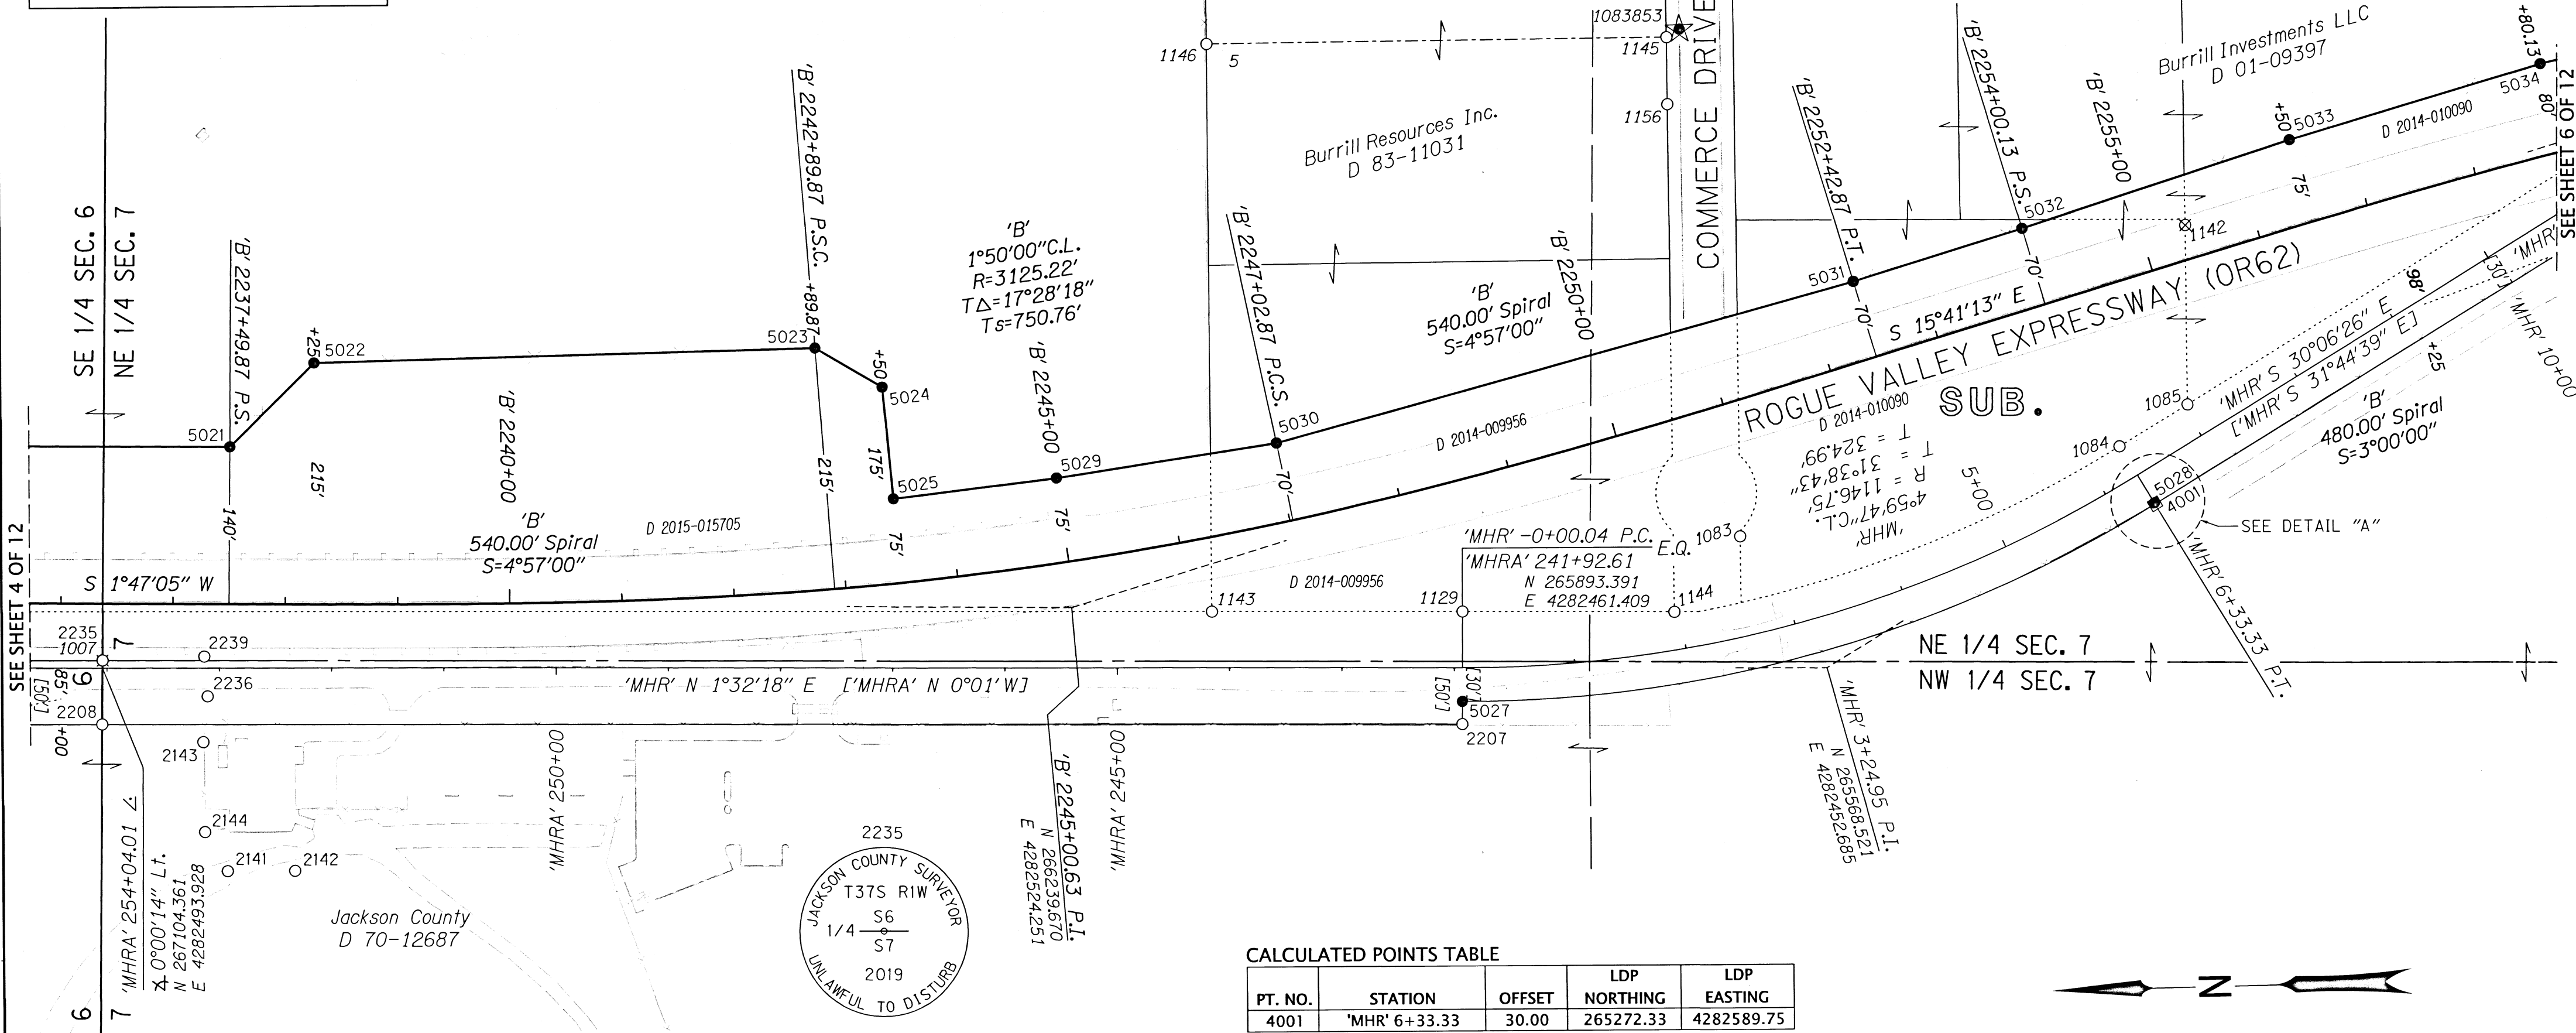 1083853
1146
5
1145
1156
COMMERCE DRIVE
Burrill Resources Inc.
D 83-11031
Burrill Investments LLC
D 01-09397
+80.13
5034
80'
SEE SHEET 6 OF 12
+50
5033
D 2014-010090
75'
'B' 2255+00
'B' 2254+00.13 P.S.
5032
70'
'B' 2252+42.87 P.T.
5031
70'
1142
S 15°41'13" E
ROGUE VALLEY EXPRESSWAY (OR62)
D 2014-010090
SUB.
SE 1/4 SEC. 6
NE 1/4 SEC. 7
'B' 2237+49.87 P.S.
+25
5022
5021
140'
215'
'B' 2240+00
'B'
540.00' Spiral
S=4°57'00"
D 2015-015705
'B' 2242+89.87 P.S.C.
+89.87
5023
215'
+50
5024
175'
5025
75'
'B'
1°50'00"C.L.
R=3125.22'
T△=17°28'18"
Ts=750.76'
'B' 2245+00
5029
75'
'B' 2247+02.87 P.C.S.
5030
70'
'B'
540.00' Spiral
S=4°57'00"
'B' 2250+00
D 2014-009956
'MHR'
4°59'47"C.L.
R = 1146.75'
T = 31°38'43"
T = 324.99'
5+00
1085
1084
'MHR' S 30°06'26" E
['MHR' S 31°44'39" E]
98'
+25
[30']
'MHR'
'MHR' 10+00
'B'
480.00' Spiral
S=3°00'00"
5028
4001
SEE DETAIL "A"
'MHR' 6+33.33 P.T.
SEE SHEET 4 OF 12
S 1°47'05" W
2235
1007
7
6
2239
2236
85'
[50']
2208
+00
2143
2144
2141
2142
'MHR' N 1°32'18" E ['MHRA' N 0°01'W]
1143
D 2014-009956
1129
'MHR' -0+00.04 P.C.
E.Q.
'MHRA' 241+92.61
N 265893.391
E 4282461.409
1083
1144
[30']
[50']
5027
2207
NE 1/4 SEC. 7
NW 1/4 SEC. 7
'MHR' 3+24.95 P.I.
N 265568.521
E 4282452.685
'MHRA' 254+04.01 ∠
∡ 0°00'14" Lt.
N 267104.361
E 4282493.928
6
7
Jackson County
D 70-12687
'MHRA' 250+00
'B' 2245+00.63 P.I.
N 266239.670
E 4282524.251
'MHRA' 245+00
2235
JACKSON COUNTY SURVEYOR
T37S R1W
S6
1/4
S7
2019
UNLAWFUL TO DISTURB
CALCULATED POINTS TABLE
PT. NO. STATION OFFSET LDP NORTHING LDP EASTING
4001 'MHR' 6+33.33 30.00 265272.33 4282589.75
N